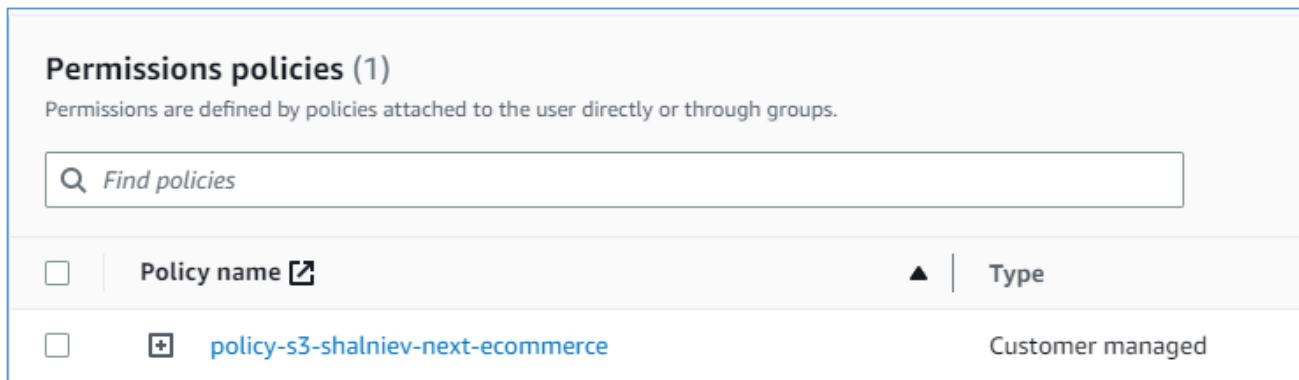 Permissions policies (1)
Permissions are defined by policies attached to the user directly or through groups.
Find policies
Policy name Type
policy-s3-shalniev-next-ecommerce Customer managed